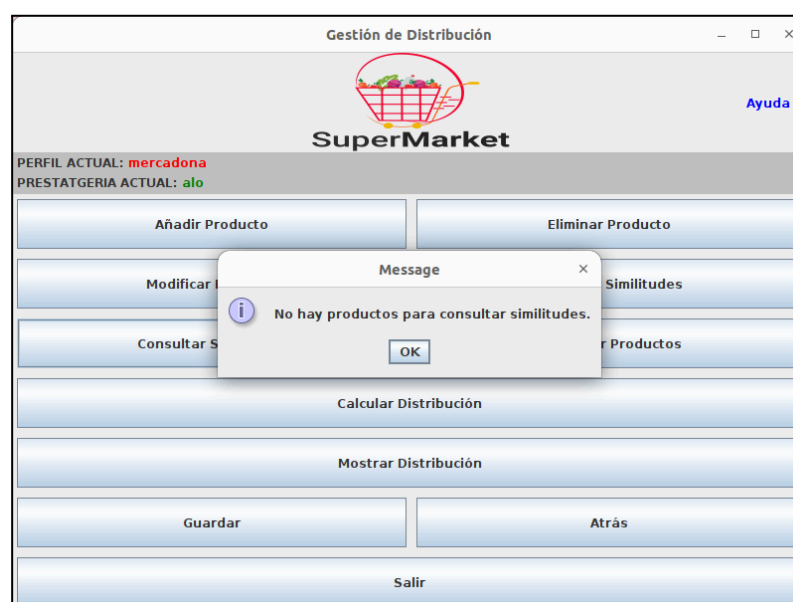 Gestión de Distribución
SuperMarket
Ayuda
PERFIL ACTUAL: mercadona
PRESTATGERIA ACTUAL: alo
Añadir Producto
Eliminar Producto
Message
Modificar
Similitudes
No hay productos para consultar similitudes.
Consultar
Productos
OK
Calcular Distribución
Mostrar Distribución
Guardar
Atrás
Salir